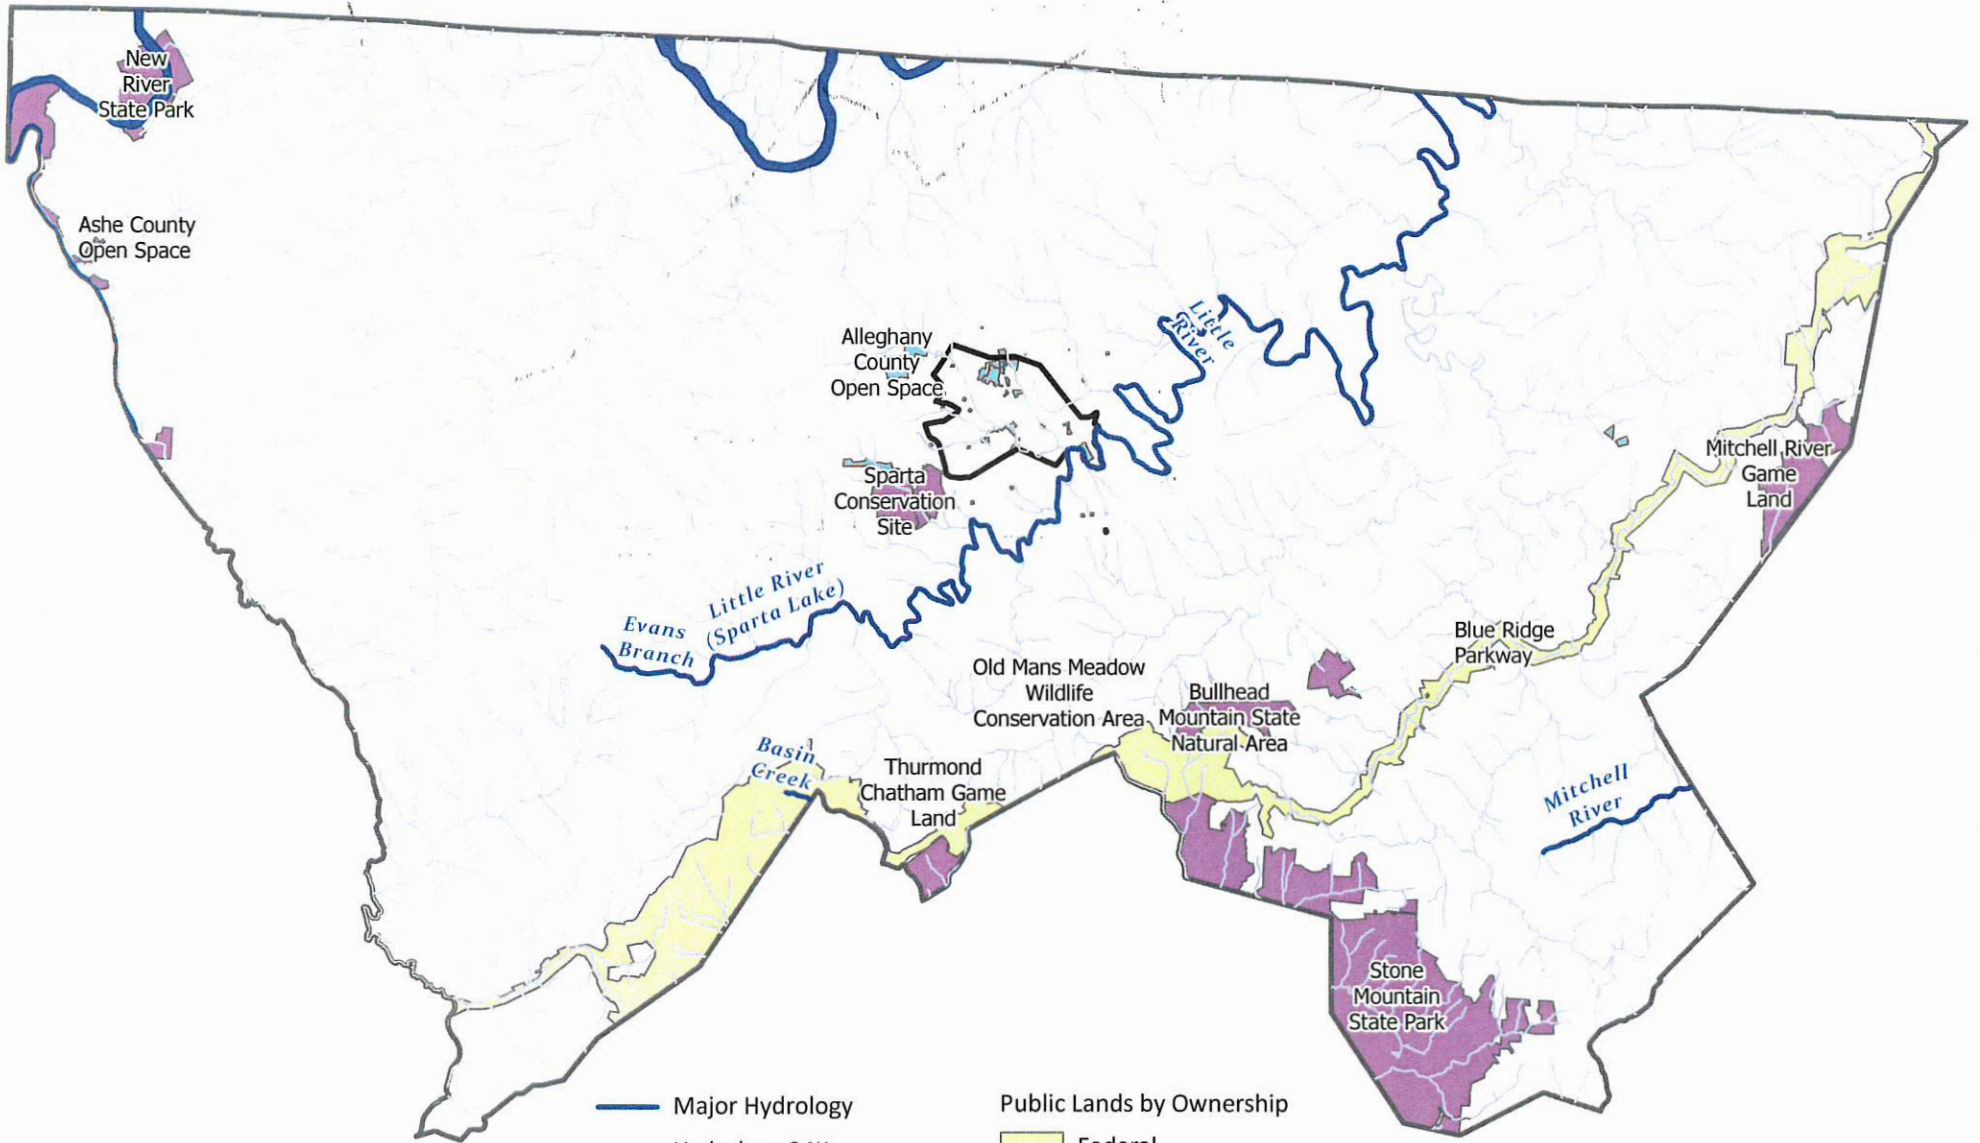 New
River
State Park
Ashe County
Open Space
Alleghany
County
Open Space
Little
River
Sparta
Conservation
Site
Mitchell River
Game
Land
Evans
Branch
Little River
(Sparta Lake)
Blue Ridge
Parkway
Old Mans Meadow
Wildlife
Conservation Area
Bullhead
Mountain State
Natural Area
Basin
Creek
Thurmond
Chatham Game
Land
Mitchell
River
Stone
Mountain
State Park
Major Hydrology
Public Lands by Ownership
Federal